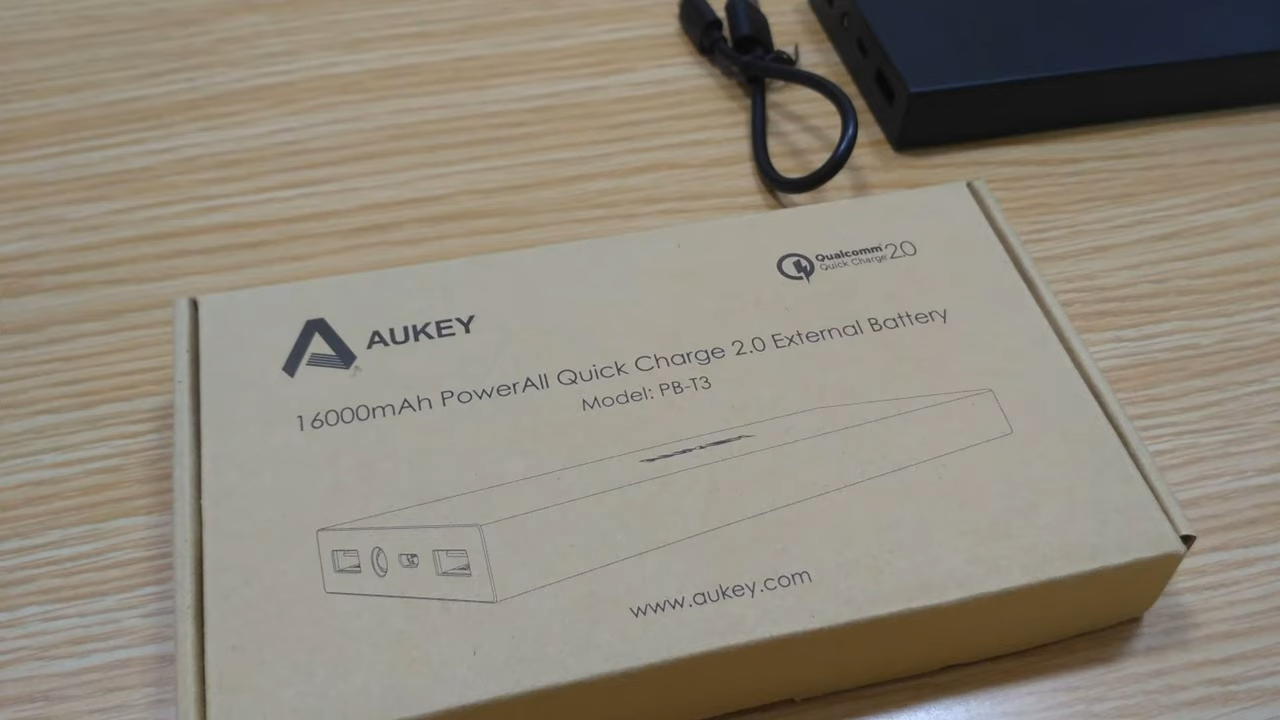 Qualcomm
Quick Charge 2.0
AUKEY
16000mAh PowerAll Quick Charge 2.0 External Battery
Model: PB-T3
www.aukey.com